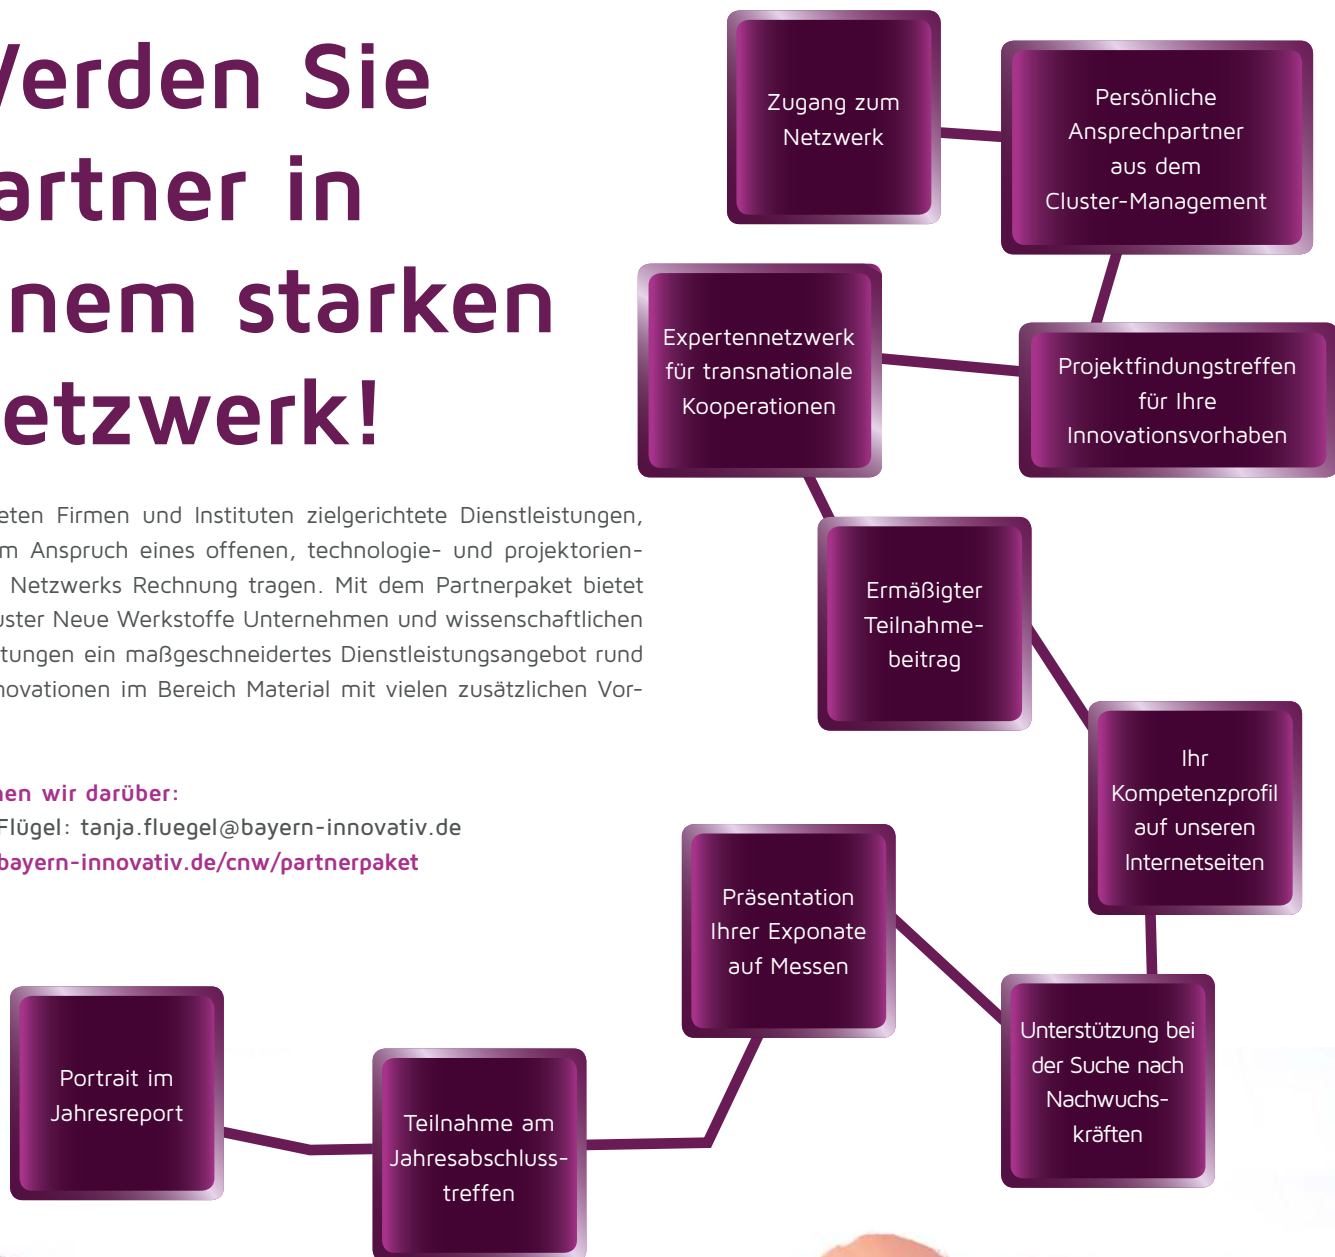 Werden Sie
artner in
inem starken
etzwerk!
eten Firmen und Instituten zielgerichtete Dienstleistungen,
m Anspruch eines offenen, technologie- und projektorien-
Netzwerks Rechnung tragen. Mit dem Partnerpaket bietet
uster Neue Werkstoffe Unternehmen und wissenschaftlichen
tungen ein maßgeschneidertes Dienstleistungsangebot rund
novationen im Bereich Material mit vielen zusätzlichen Vor-
hen wir darüber:
Flügel: tanja.fluegel@bayern-innovativ.de
bayern-innovativ.de/cnw/partnerpaket
Zugang zum
Netzwerk
Persönliche
Ansprechpartner
aus dem
Cluster-Management
Projektfindungstreffen
für Ihre
Innovationsvorhaben
Expertennetzwerk
für transnationale
Kooperationen
Ermäßigter
Teilnahme-
beitrag
Ihr
Kompetenzprofil
auf unseren
Internetseiten
Unterstützung bei
der Suche nach
Nachwuchs-
kräften
Präsentation
Ihrer Exponate
auf Messen
Teilnahme am
Jahresabschluss-
treffen
Portrait im
Jahresreport